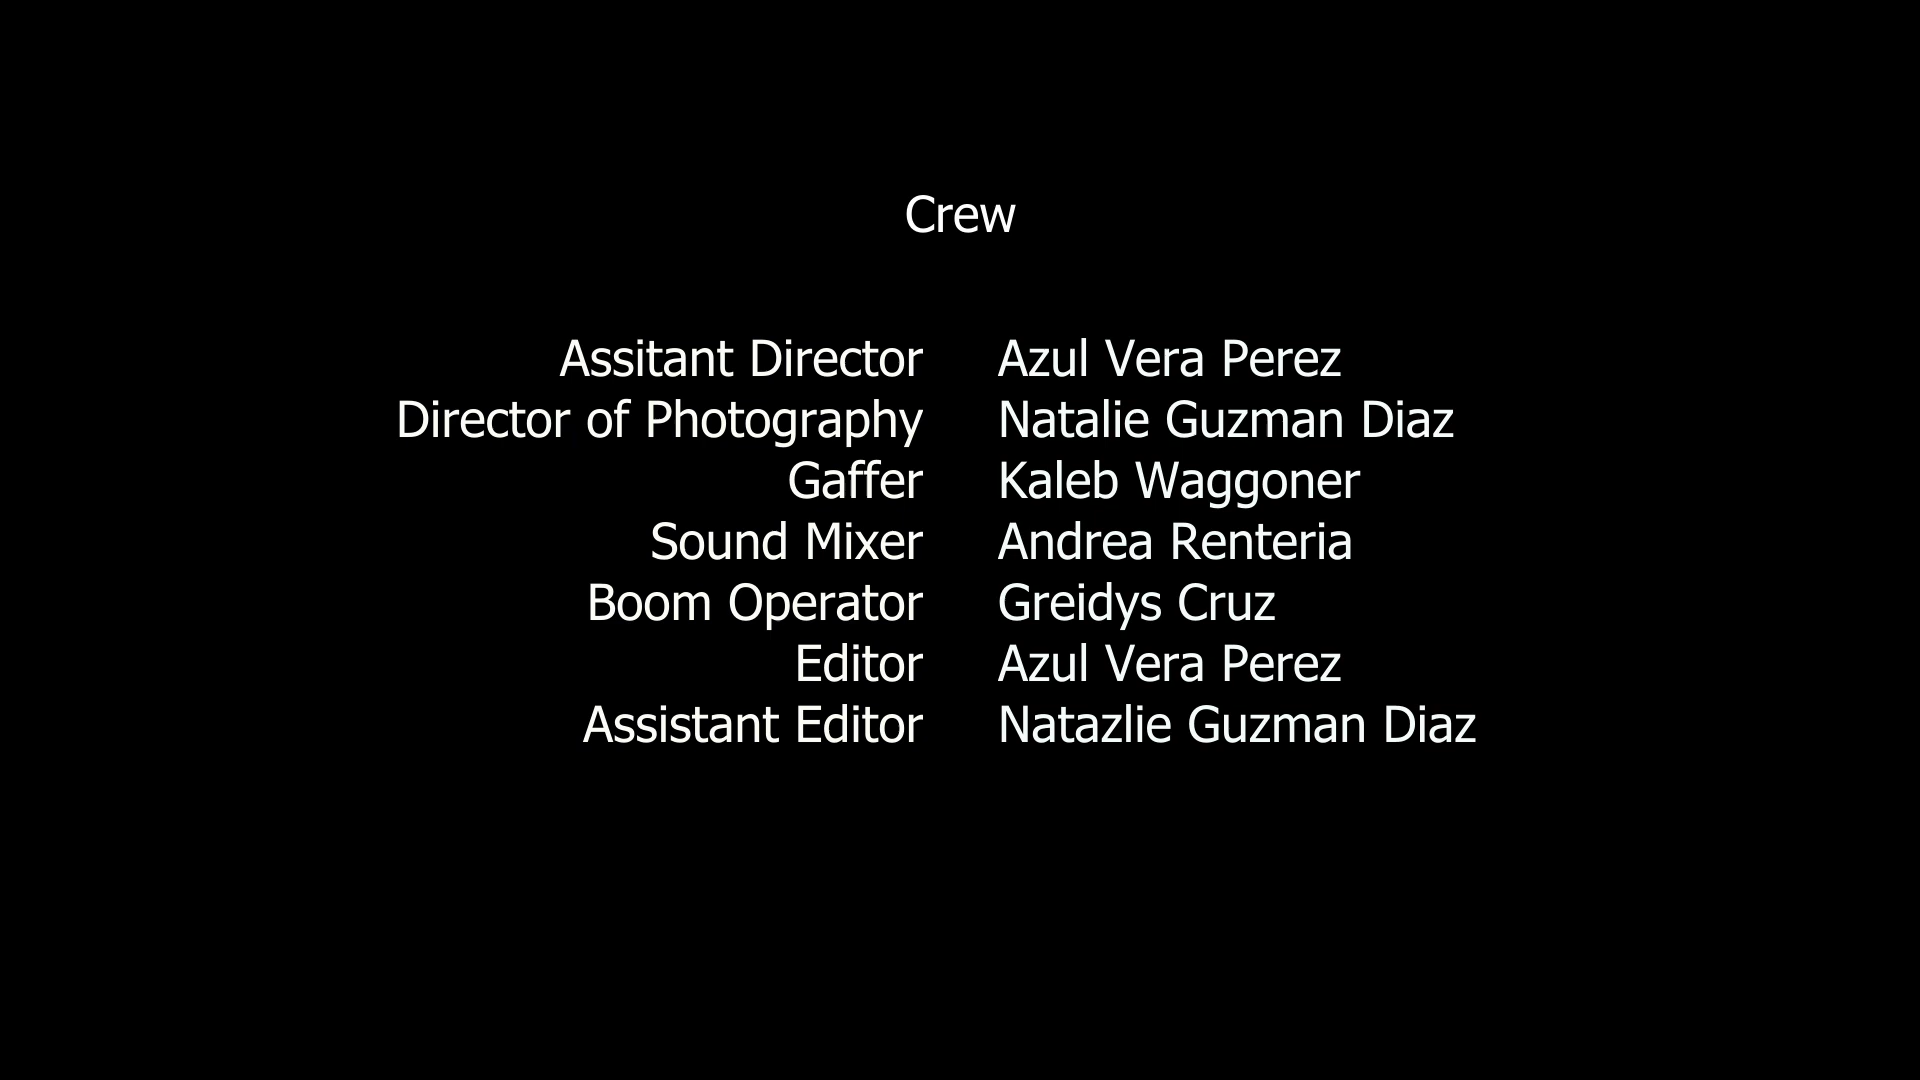 Crew
Assitant Director Azul Vera Perez
Director of Photography Natalie Guzman Diaz
Gaffer Kaleb Waggoner
Sound Mixer Andrea Renteria
Boom Operator Greidys Cruz
Editor Azul Vera Perez
Assistant Editor Natazlie Guzman Diaz